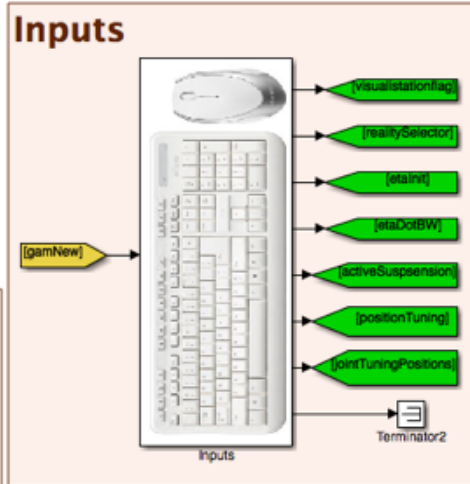 Inputs
[visualistationflag]
[realitySelector]
[etaInit]
[etaDotBW]
[gamNew]
[activeSuspsension]
[positionTuning]
[jointTuningPositions]
Terminator2
Inputs